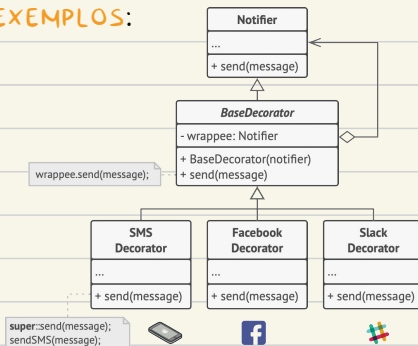 EXEMPLOS:
Notifier
...
+ send(message)
BaseDecorator
- wrappee: Notifier
+ BaseDecorator(notifier)
+ send(message)
wrappee.send(message);
SMS
Decorator
...
+ send(message)
Facebook
Decorator
...
+ send(message)
Slack
Decorator
...
+ send(message)
super::send(message);
sendSMS(message);